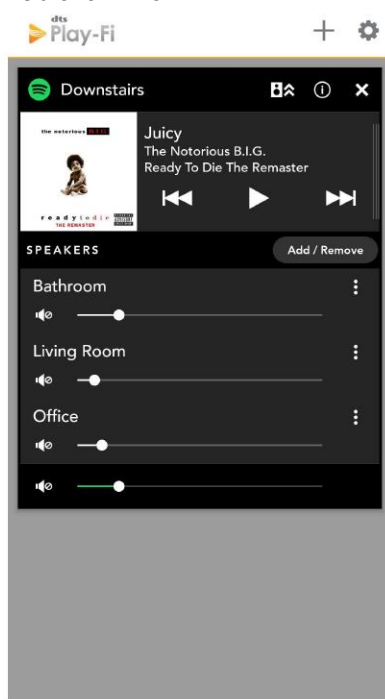 dts
Play-Fi
Downstairs
the notorious B.I.G.
ready to die
THE REMASTER
Juicy
The Notorious B.I.G.
Ready To Die The Remaster
SPEAKERS
Add / Remove
Bathroom
Living Room
Office